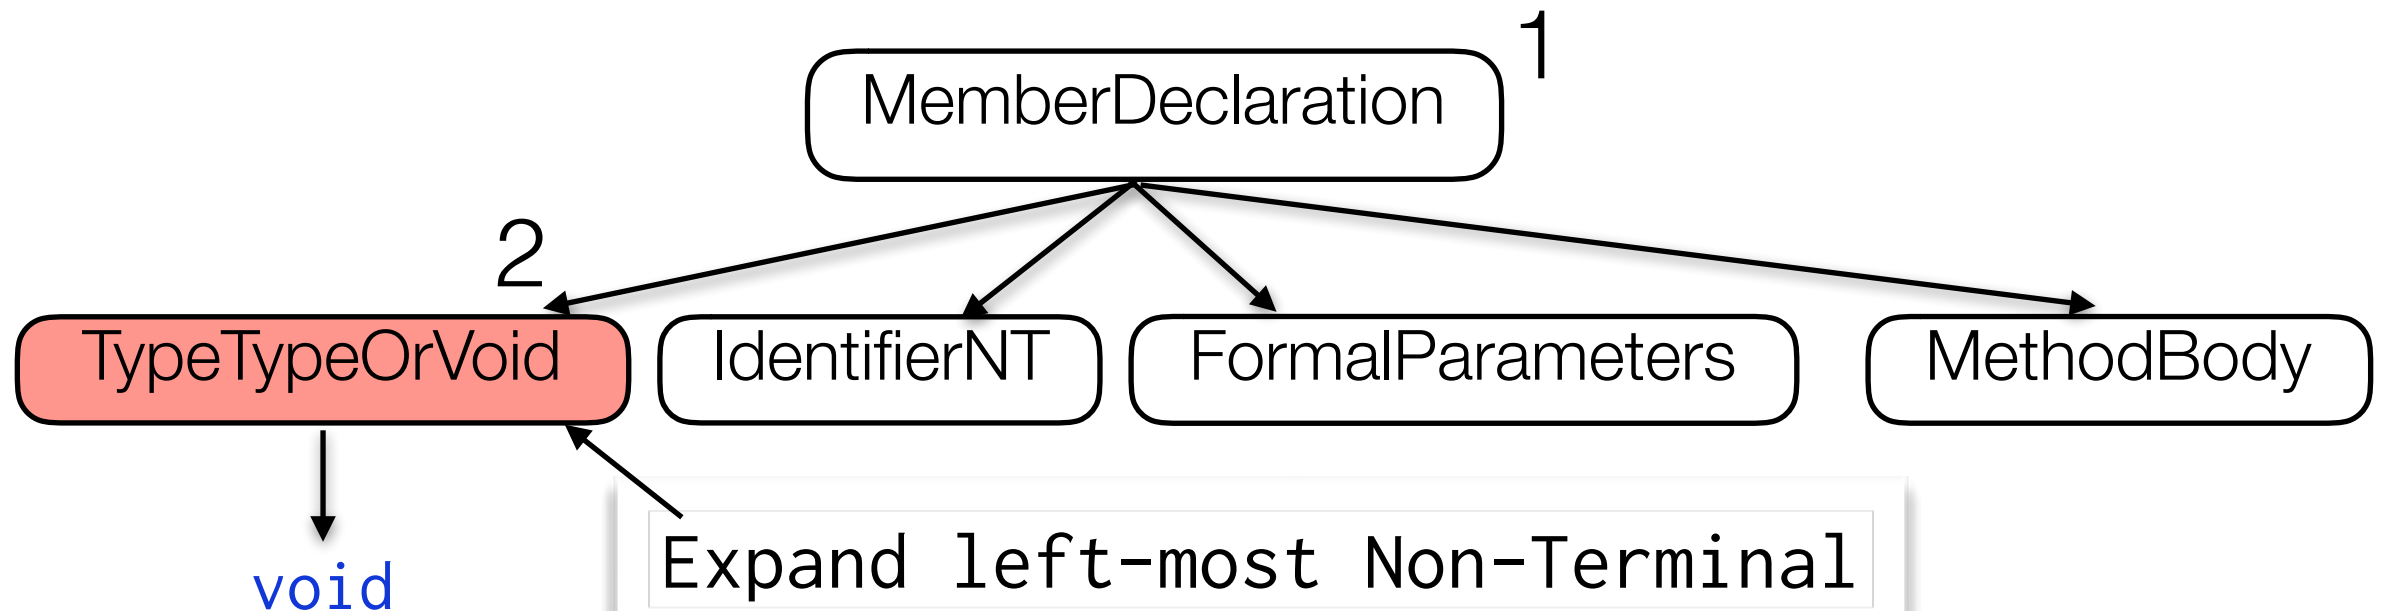 1
MemberDeclaration
2
TypeTypeOrVoid
IdentifierNT
FormalParameters
MethodBody
Expand left-most Non-Terminal
void